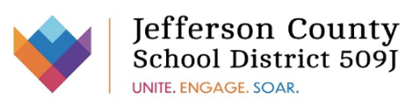 Jefferson County
School District 509J
UNITE. ENGAGE. SOAR.